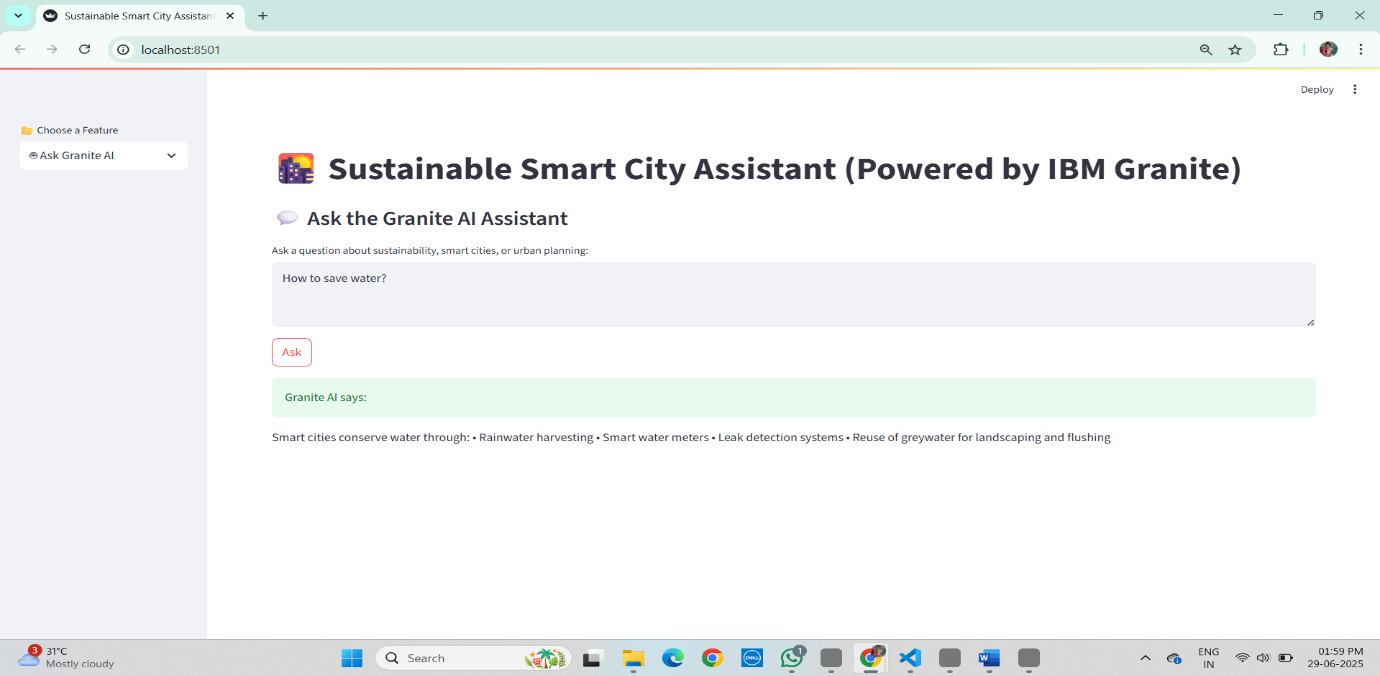 Sustainable Smart City Assistant
localhost:8501
Deploy
Choose a Feature
Ask Granite AI
Sustainable Smart City Assistant (Powered by IBM Granite)
Ask the Granite AI Assistant
Ask a question about sustainability, smart cities, or urban planning:
How to save water?
Ask
Granite AI says:
Smart cities conserve water through: • Rainwater harvesting • Smart water meters • Leak detection systems • Reuse of greywater for landscaping and flushing
3
31°C
Mostly cloudy
Search
DELL
1
ENG
IN
01:59 PM
29-06-2025